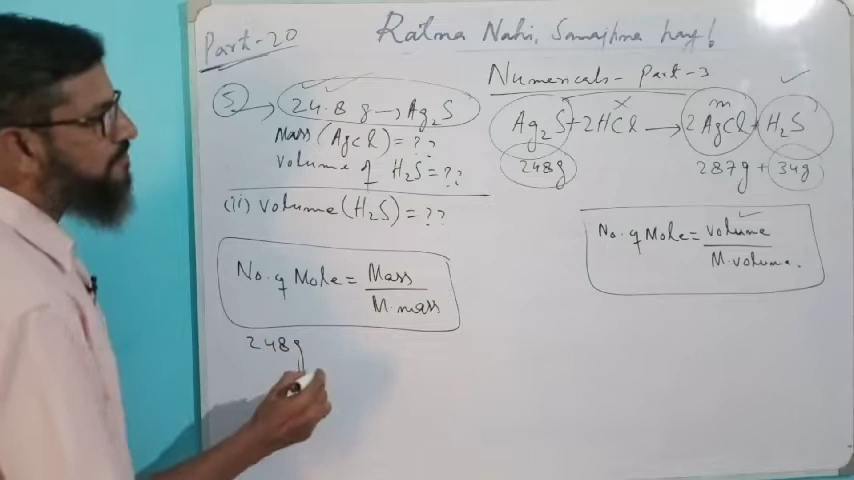 Part-20
Ratna Nahi, Samajhna hay!
Numericals- Part-3
5 → 24.8 g → Ag₂S
Mass (AgCl) = ??
Volume of H₂S = ??
(ii) Volume (H₂S) = ??
No. of Mole = Mass / M. mass
248g
m
Ag₂S + 2HCl → 2 AgCl + H₂S
248g 287g + 34g
No. of Mole = Volume / M. volume.